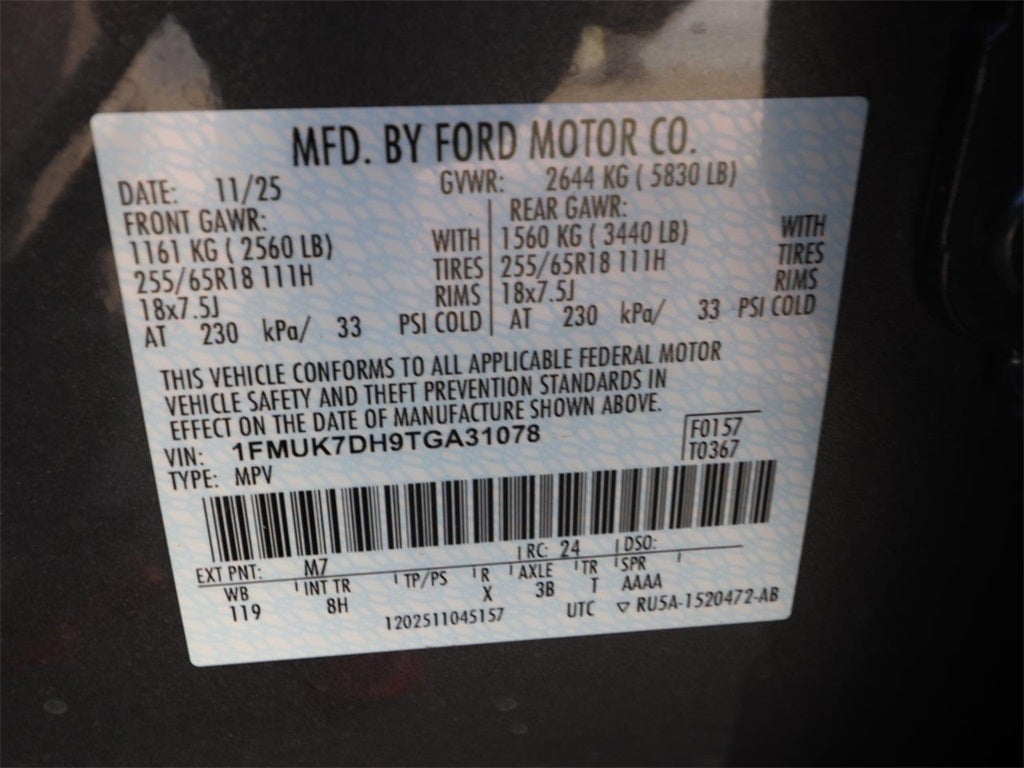 MFD. BY FORD MOTOR CO.
DATE: 11/25 GVWR: 2644 KG ( 5830 LB)
FRONT GAWR: REAR GAWR:
1161 KG ( 2560 LB) WITH 1560 KG ( 3440 LB) WITH
255/65R18 111H TIRES 255/65R18 111H TIRES
18x7.5J RIMS 18x7.5J RIMS
AT 230 kPa/ 33 PSI COLD AT 230 kPa/ 33 PSI COLD
THIS VEHICLE CONFORMS TO ALL APPLICABLE FEDERAL MOTOR
VEHICLE SAFETY AND THEFT PREVENTION STANDARDS IN
EFFECT ON THE DATE OF MANUFACTURE SHOWN ABOVE.
VIN: 1FMUK7DH9TGA31078 F0157
TYPE: MPV T0367
EXT PNT: M7 RC: 24 DSO:
WB INT TR TP/PS R AXLE TR SPR
119 8H X 3B T AAAA
1202511045157 UTC ▽ RU5A-1520472-AB